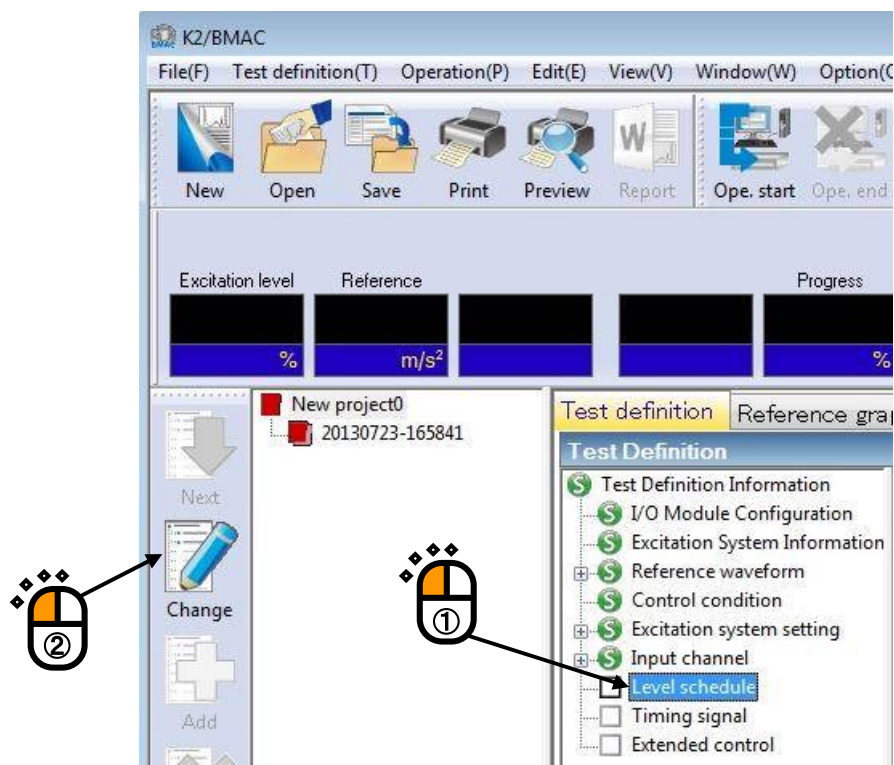 K2/BMAC
File(F) Test definition(T) Operation(P) Edit(E) View(V) Window(W) Option(O
New Open Save Print Preview Report Ope. start Ope. end
Excitation level Reference Progress
% m/s² %
New project0
20130723-165841
Next
Change
Add
Test definition Reference gra
Test Definition
Test Definition Information
I/O Module Configuration
Excitation System Information
Reference waveform
Control condition
Excitation system setting
Input channel
Level schedule
Timing signal
Extended control
①
②